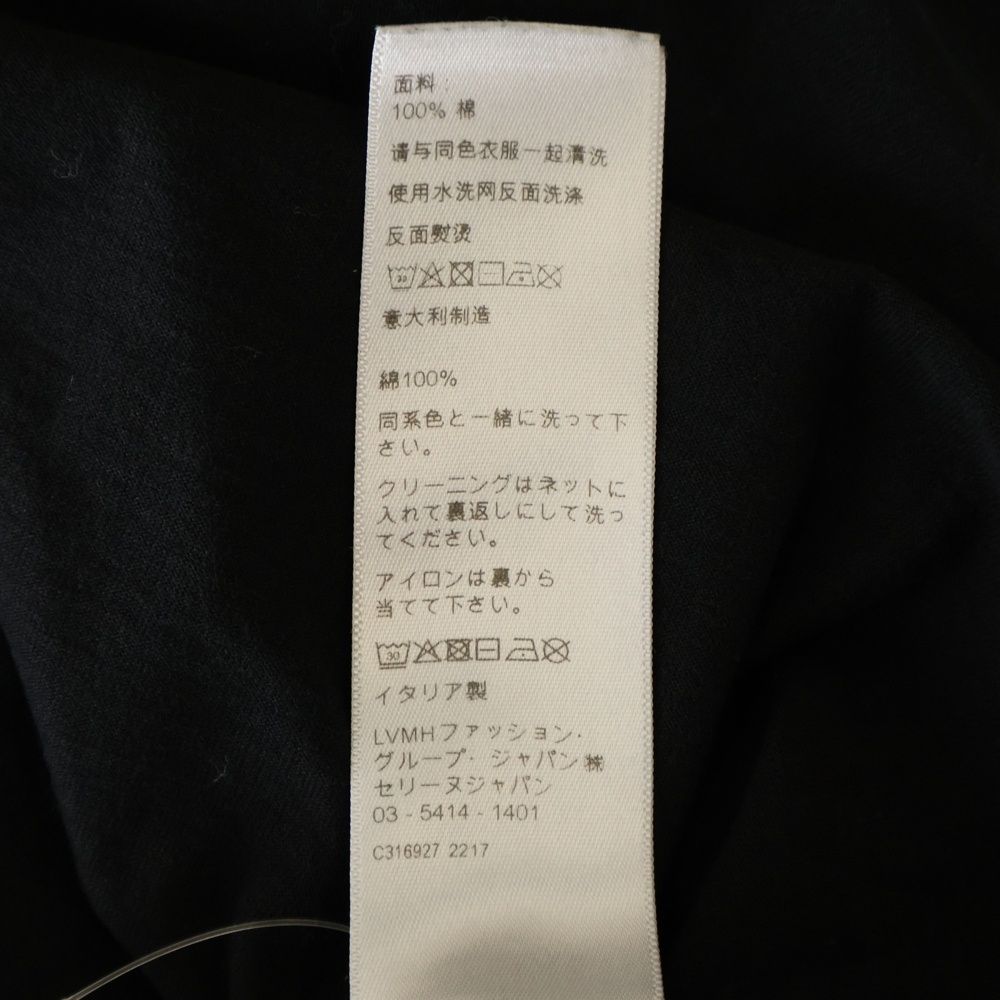 面料 :
100% 棉
请与同色衣服一起清洗
使用水洗网反面洗涤
反面熨烫
30
意大利制造
綿100%
同系色と一緒に洗って下
さい。
クリーニングはネットに
入れて裏返しにして洗っ
てください。
アイロンは裏から
当てて下さい。
30
イタリア製
LVMHファッション・
グループ・ジャパン㈱
セリーヌジャパン
03 - 5414 - 1401
C316927 2217